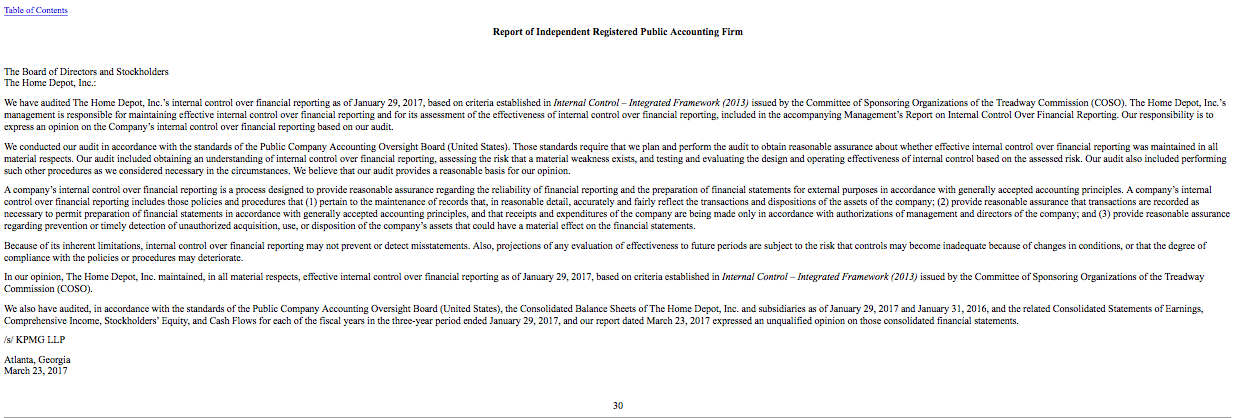 Table of Contents
Report of Independent Registered Public Accounting Firm
The Board of Directors and Stockholders
The Home Depot, Inc.:
We have audited The Home Depot, Inc.’s internal control over financial reporting as of January 29, 2017, based on criteria established in Internal Control – Integrated Framework (2013) issued by the Committee of Sponsoring Organizations of the Treadway Commission (COSO). The Home Depot, Inc.’s
management is responsible for maintaining effective internal control over financial reporting and for its assessment of the effectiveness of internal control over financial reporting, included in the accompanying Management’s Report on Internal Control Over Financial Reporting. Our responsibility is to
express an opinion on the Company’s internal control over financial reporting based on our audit.
We conducted our audit in accordance with the standards of the Public Company Accounting Oversight Board (United States). Those standards require that we plan and perform the audit to obtain reasonable assurance about whether effective internal control over financial reporting was maintained in all
material respects. Our audit included obtaining an understanding of internal control over financial reporting, assessing the risk that a material weakness exists, and testing and evaluating the design and operating effectiveness of internal control based on the assessed risk. Our audit also included performing
such other procedures as we considered necessary in the circumstances. We believe that our audit provides a reasonable basis for our opinion.
A company’s internal control over financial reporting is a process designed to provide reasonable assurance regarding the reliability of financial reporting and the preparation of financial statements for external purposes in accordance with generally accepted accounting principles. A company’s internal
control over financial reporting includes those policies and procedures that (1) pertain to the maintenance of records that, in reasonable detail, accurately and fairly reflect the transactions and dispositions of the assets of the company; (2) provide reasonable assurance that transactions are recorded as
necessary to permit preparation of financial statements in accordance with generally accepted accounting principles, and that receipts and expenditures of the company are being made only in accordance with authorizations of management and directors of the company; and (3) provide reasonable assurance
regarding prevention or timely detection of unauthorized acquisition, use, or disposition of the company’s assets that could have a material effect on the financial statements.
Because of its inherent limitations, internal control over financial reporting may not prevent or detect misstatements. Also, projections of any evaluation of effectiveness to future periods are subject to the risk that controls may become inadequate because of changes in conditions, or that the degree of
compliance with the policies or procedures may deteriorate.
In our opinion, The Home Depot, Inc. maintained, in all material respects, effective internal control over financial reporting as of January 29, 2017, based on criteria established in Internal Control – Integrated Framework (2013) issued by the Committee of Sponsoring Organizations of the Treadway
Commission (COSO).
We also have audited, in accordance with the standards of the Public Company Accounting Oversight Board (United States), the Consolidated Balance Sheets of The Home Depot, Inc. and subsidiaries as of January 29, 2017 and January 31, 2016, and the related Consolidated Statements of Earnings,
Comprehensive Income, Stockholders’ Equity, and Cash Flows for each of the fiscal years in the three-year period ended January 29, 2017, and our report dated March 23, 2017 expressed an unqualified opinion on those consolidated financial statements.
/s/ KPMG LLP
Atlanta, Georgia
March 23, 2017
30